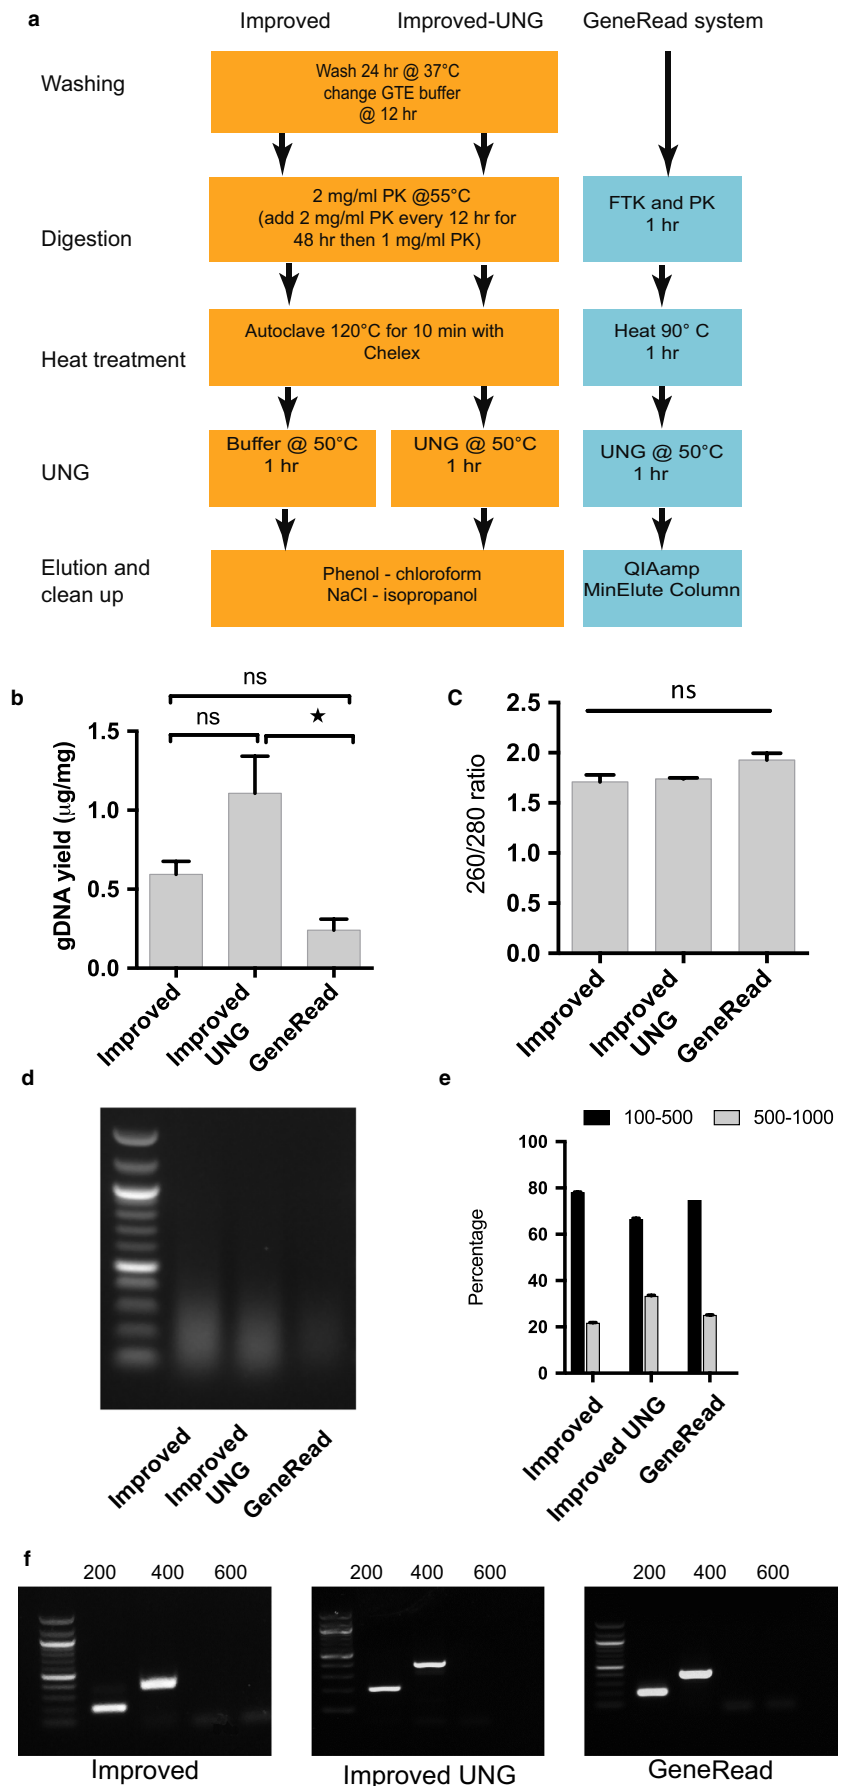 a
Improved
Improved-UNG
GeneRead system
Washing
Wash 24 hr @ 37°C
change GTE buffer
@ 12 hr
Digestion
2 mg/ml PK @55°C
(add 2 mg/ml PK every 12 hr for
48 hr then 1 mg/ml PK)
FTK and PK
1 hr
Heat treatment
Autoclave 120°C for 10 min with
Chelex
Heat 90° C
1 hr
UNG
Buffer @ 50°C
1 hr
UNG @ 50°C
1 hr
UNG @ 50°C
1 hr
Elution and
clean up
Phenol - chloroform
NaCl - isopropanol
QIAamp
MinElute Column
b
ns
ns
★
gDNA yield (µg/mg)
1.5
1.0
0.5
0.0
Improved
Improved
UNG
GeneRead
C
ns
260/280 ratio
2.5
2.0
1.5
1.0
0.5
0.0
Improved
Improved
UNG
GeneRead
d
Improved
Improved
UNG
GeneRead
e
100-500
500-1000
Percentage
100
80
60
40
20
0
Improved
Improved UNG
GeneRead
f
200 400 600
Improved
200 400 600
Improved UNG
200 400 600
GeneRead